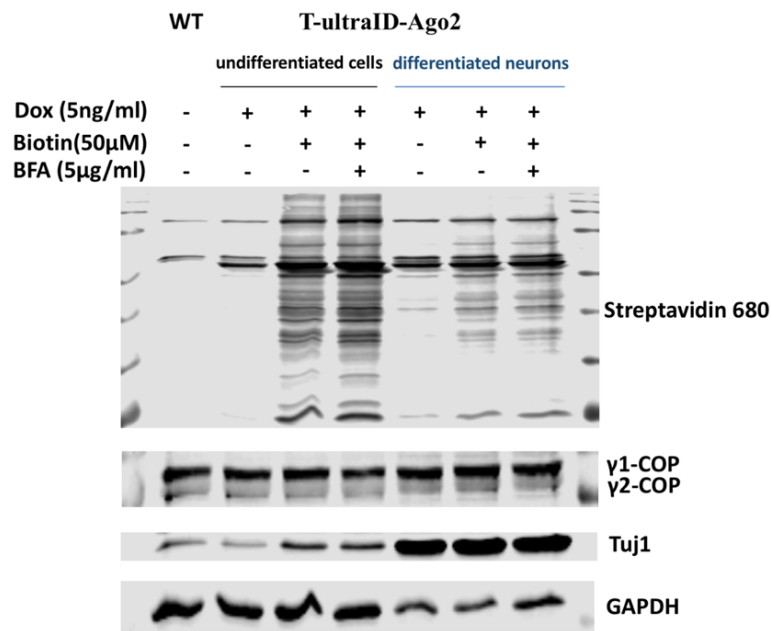 WT T-ultraID-Ago2
undifferentiated cells differentiated neurons
Dox (5ng/ml) - + + + + + +
Biotin(50μM) - - + + - + +
BFA (5μg/ml) - - - + - - +
Streptavidin 680
γ1-COP
γ2-COP
Tuj1
GAPDH